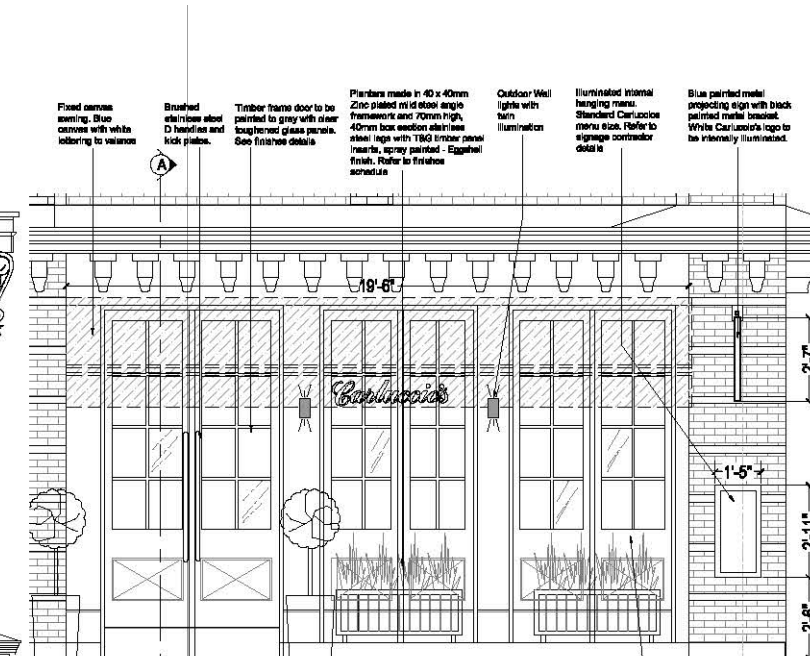 Fixed canvas
awning. Blue
canvas with white
lettering to valance
Brushed
stainless steel
D handles and
kick plates.
Timber frame door to be
painted to grey with clear
toughened glass panels.
See finishes details
Planters made in 40 x 40mm
Zinc plated mild steel angle
framework and 70mm high,
40mm box section stainless
steel legs with T&G timber panel
inserts, spray painted - Eggshell
finish. Refer to finishes
schedule
Outdoor Wall
lights with
twin
illumination
Illuminated internal
hanging menu.
Standard Carluccios
menu size. Refer to
signage contractor
details
Blue painted metal
projecting sign with black
painted metal bracket.
White Carluccio's logo to
be internally illuminated.
A
19'-6"
2'-7"
Carluccio's
1'-5"
2'-11"
2'-6"